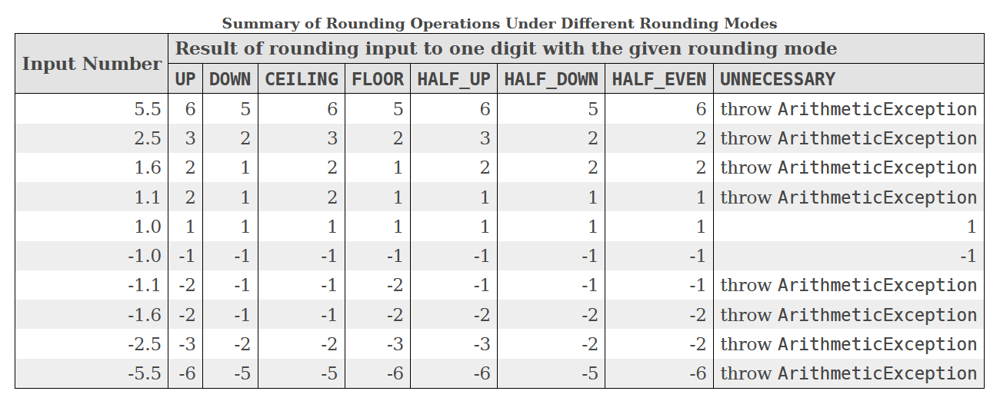 Summary of Rounding Operations Under Different Rounding Modes
Input Number Result of rounding input to one digit with the given rounding mode
UP DOWN CEILING FLOOR HALF_UP HALF_DOWN HALF_EVEN UNNECESSARY
5.5 6 5 6 5 6 5 6 throw ArithmeticException
2.5 3 2 3 2 3 2 2 throw ArithmeticException
1.6 2 1 2 1 2 2 2 throw ArithmeticException
1.1 2 1 2 1 1 1 1 throw ArithmeticException
1.0 1 1 1 1 1 1 1 1
-1.0 -1 -1 -1 -1 -1 -1 -1 -1
-1.1 -2 -1 -1 -2 -1 -1 -1 throw ArithmeticException
-1.6 -2 -1 -1 -2 -2 -2 -2 throw ArithmeticException
-2.5 -3 -2 -2 -3 -3 -2 -2 throw ArithmeticException
-5.5 -6 -5 -5 -6 -6 -5 -6 throw ArithmeticException